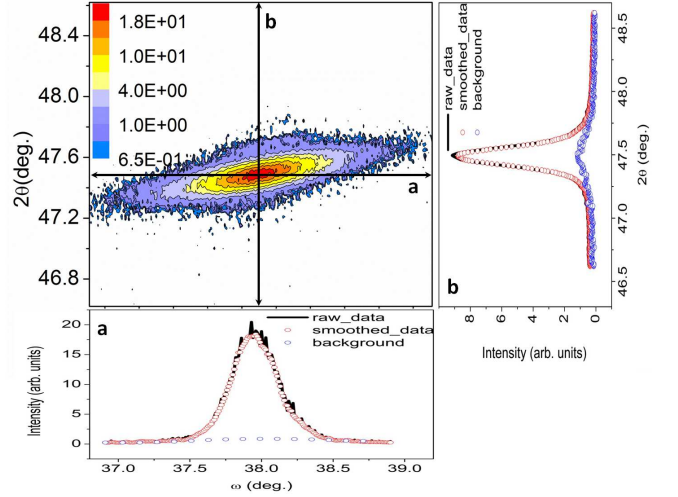 b
48.4
48.0
47.6
47.2
46.8
2θ(deg.)
1.8E+01
1.0E+01
4.0E+00
1.0E+00
6.5E-01
a
raw_data
smoothed_data
background
48.5
48.0
47.5
47.0
46.5
2θ (deg.)
b
8 6 4 2 0
Intensity (arb. units)
a
raw_data
smoothed_data
background
20
15
10
5
0
Intensity (arb. units)
37.0 37.5 38.0 38.5 39.0
ω (deg.)